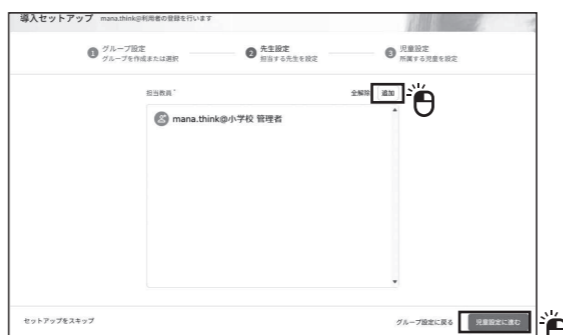 導入セットアップ mana.think@利用者の登録を行います
1 グループ設定
グループを作成または選択
2 先生設定
担当する先生を設定
3 児童設定
所属する児童を設定
担当教員*
全解除 追加
mana.think@小学校 管理者
セットアップをスキップ
グループ設定に戻る 児童設定に進む